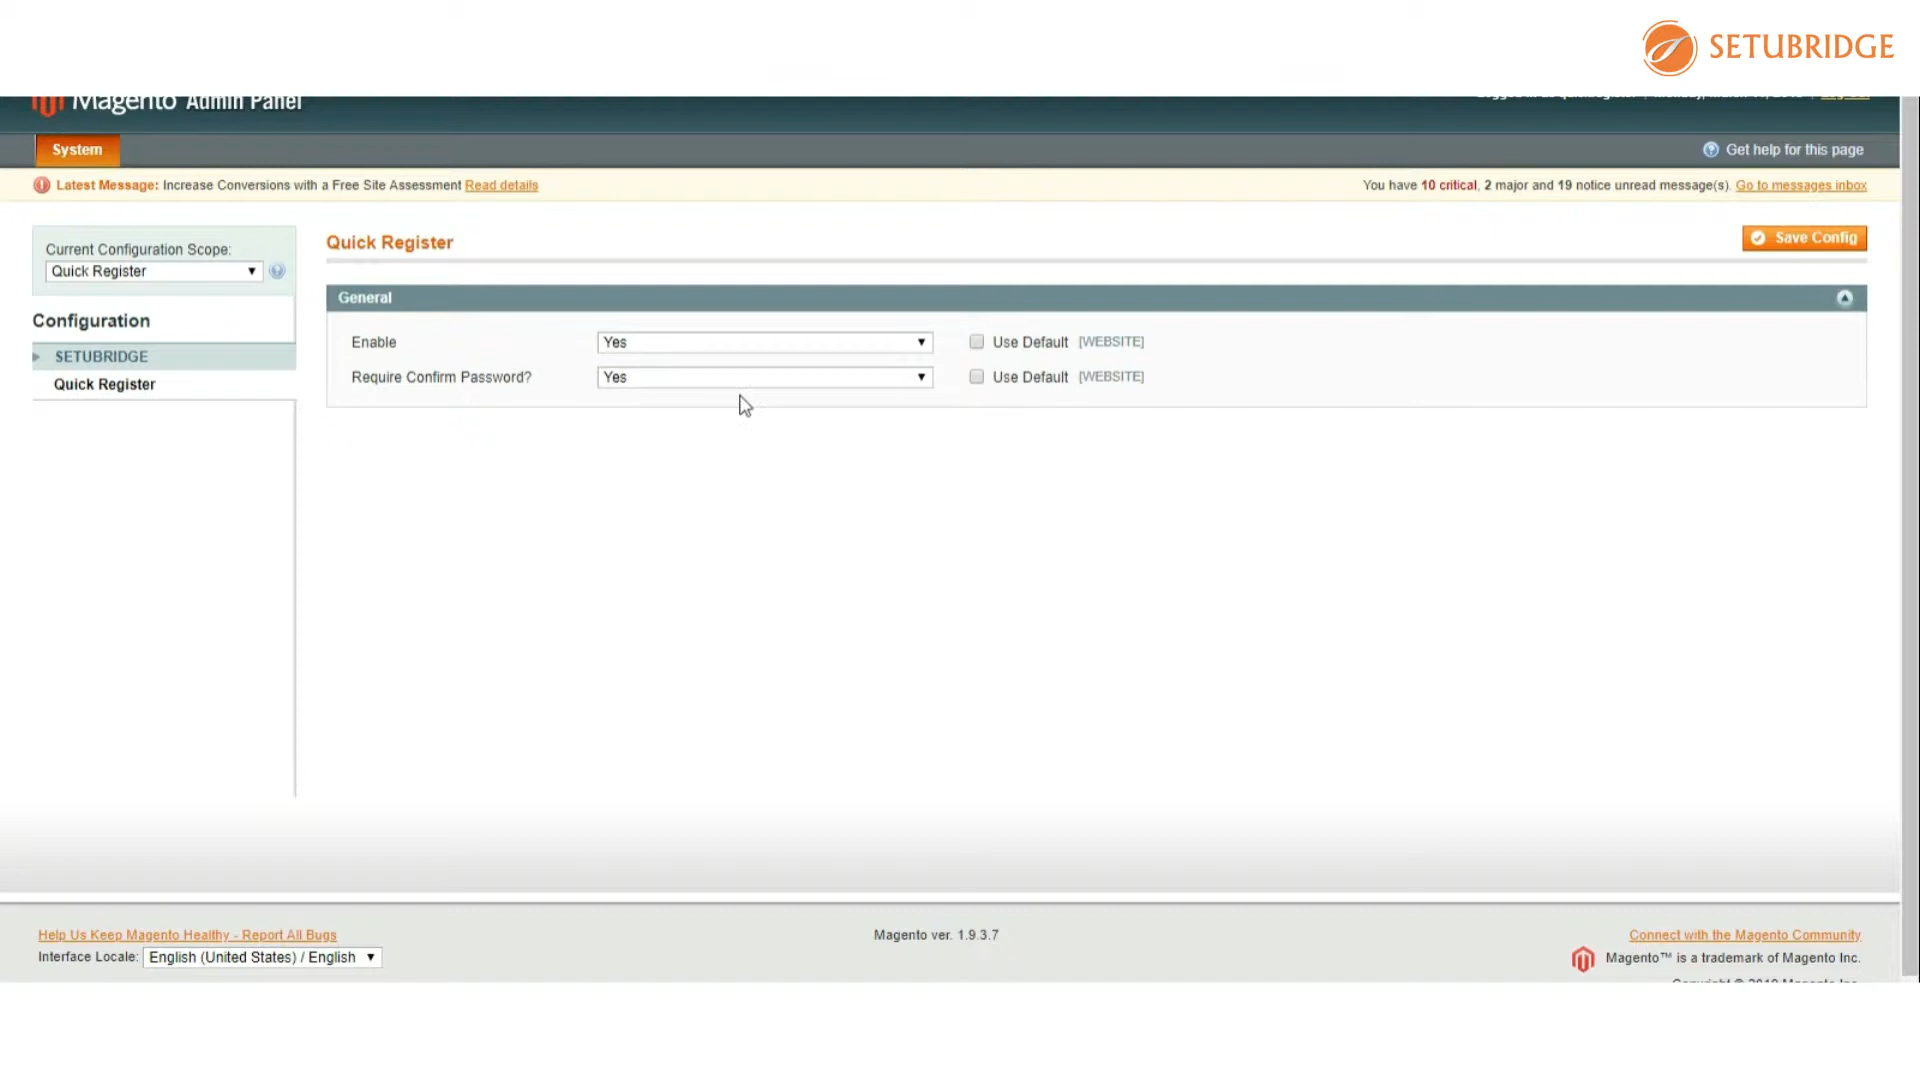 SETUBRIDGE
Magento Admin Panel
System
Get help for this page
Latest Message: Increase Conversions with a Free Site Assessment Read details
You have 10 critical, 2 major and 19 notice unread message(s). Go to messages inbox
Current Configuration Scope:
Quick Register
Configuration
SETUBRIDGE
Quick Register
Quick Register
Save Config
General
Enable
Yes
Use Default [WEBSITE]
Require Confirm Password?
Yes
Use Default [WEBSITE]
Help Us Keep Magento Healthy - Report All Bugs
Interface Locale: English (United States) / English
Magento ver. 1.9.3.7
Connect with the Magento Community
Magento™ is a trademark of Magento Inc.